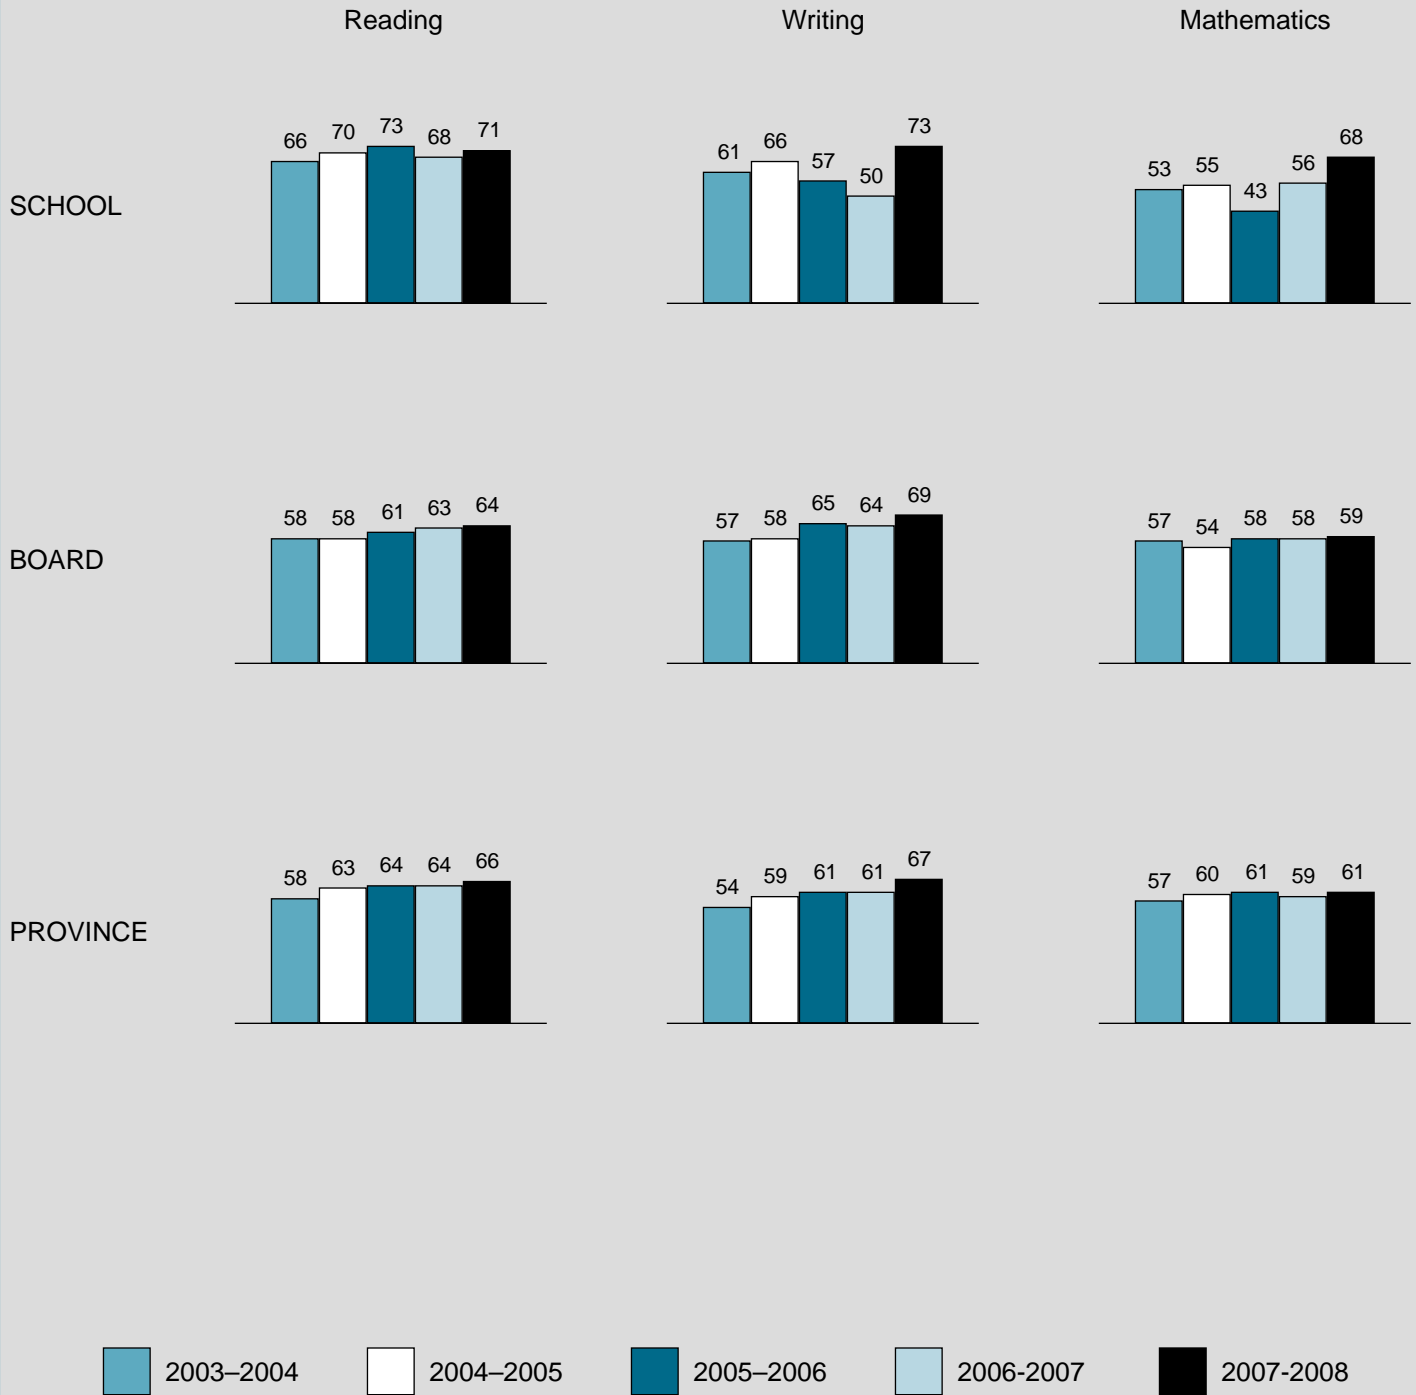 Reading Writing Mathematics
SCHOOL
66 70 73 68 71
61 66 57 50 73
53 55 43 56 68
BOARD
58 58 61 63 64
57 58 65 64 69
57 54 58 58 59
PROVINCE
58 63 64 64 66
54 59 61 61 67
57 60 61 59 61
2003–2004 2004–2005 2005–2006 2006-2007 2007-2008